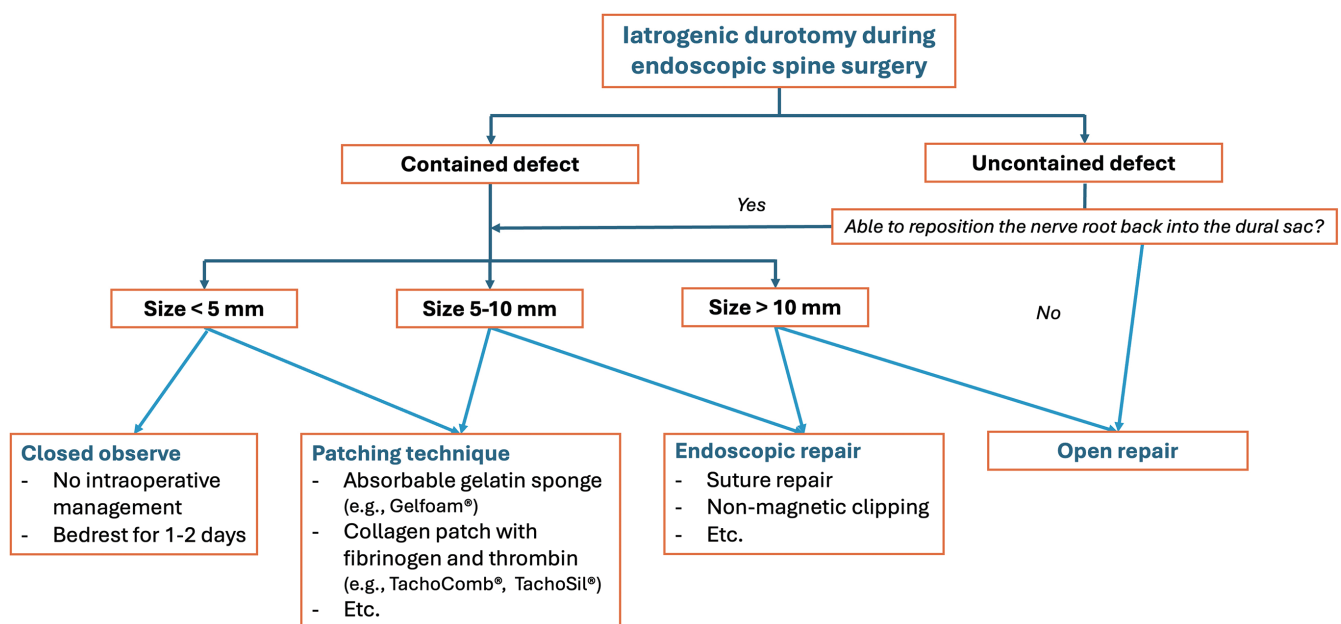 Iatrogenic durotomy during
endoscopic spine surgery
Contained defect
Uncontained defect
Yes
Able to reposition the nerve root back into the dural sac?
Size < 5 mm
Size 5-10 mm
Size > 10 mm
No
Closed observe
- No intraoperative
management
- Bedrest for 1-2 days
Patching technique
- Absorbable gelatin sponge
(e.g., Gelfoam®)
- Collagen patch with
fibrinogen and thrombin
(e.g., TachoComb®, TachoSil®)
- Etc.
Endoscopic repair
- Suture repair
- Non-magnetic clipping
- Etc.
Open repair